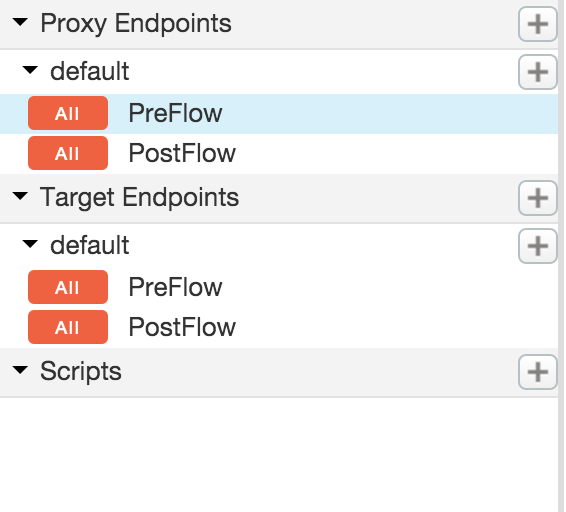 Proxy Endpoints
default
All PreFlow
All PostFlow
Target Endpoints
default
All PreFlow
All PostFlow
Scripts